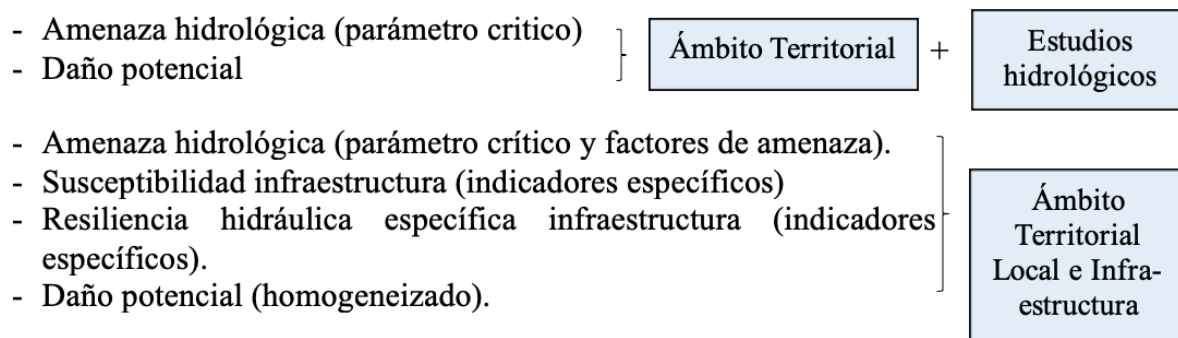 - Amenaza hidrológica (parámetro critico)
- Daño potencial
Ámbito Territorial
+
Estudios
hidrológicos
- Amenaza hidrológica (parámetro crítico y factores de amenaza).
- Susceptibilidad infraestructura (indicadores específicos)
- Resiliencia hidráulica específica infraestructura (indicadores
específicos).
- Daño potencial (homogeneizado).
Ámbito
Territorial
Local e Infra-
estructura